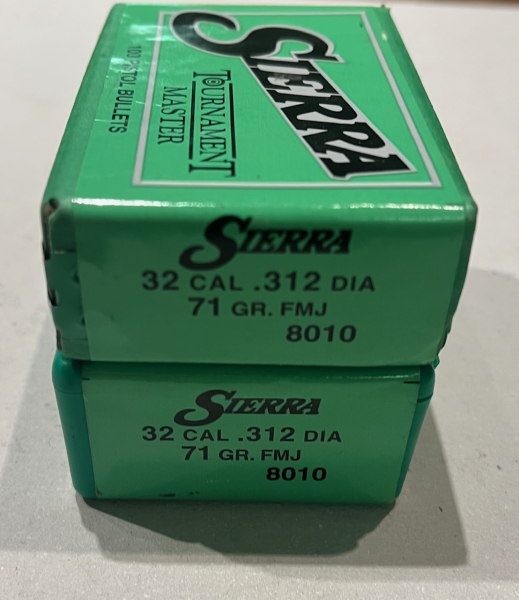 SIERRA
TOURNAMENT
MASTER
100 PISTOL BULLETS
SIERRA
32 CAL .312 DIA
71 GR. FMJ
8010
SIERRA
32 CAL .312 DIA
71 GR. FMJ
8010